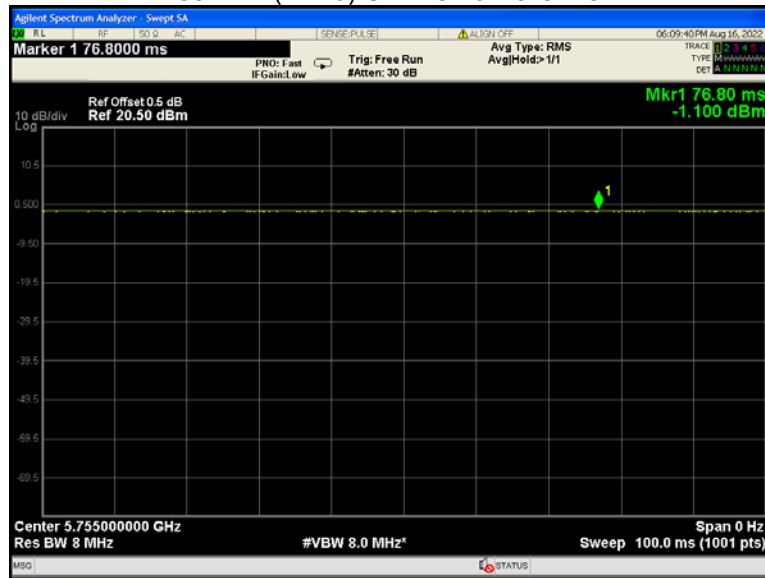 Agilent Spectrum Analyzer - Swept SA
RL RF 50 Ω AC SENSE:PULSE ALIGN OFF 06:09:40 PM Aug 16, 2022
Marker 1 76.8000 ms
PNO: Fast
IFGain:Low
Trig: Free Run
#Atten: 30 dB
Avg Type: RMS
Avg|Hold:>1/1
TRACE 1 2 3 4 5 6
TYPE M
DET A N N N N N
Mkr1 76.80 ms
-1.100 dBm
Ref Offset 0.5 dB
10 dB/div Ref 20.50 dBm
Log
1
10.5
0.500
-9.50
-19.5
-29.5
-39.5
-49.5
-59.5
-69.5
Center 5.755000000 GHz Span 0 Hz
Res BW 8 MHz #VBW 8.0 MHz* Sweep 100.0 ms (1001 pts)
MSG STATUS